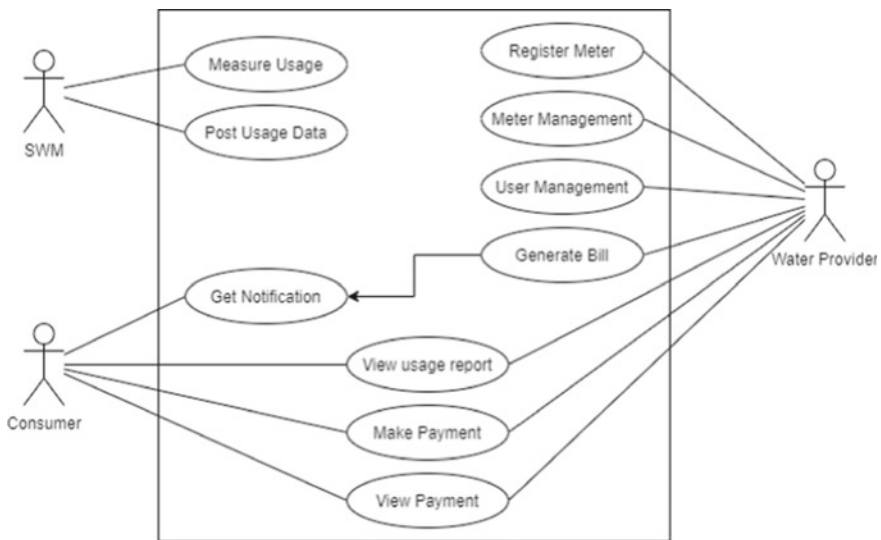 Measure Usage
Register Meter
SWM
Post Usage Data
Meter Management
User Management
Water Provider
Generate Bill
Get Notification
View usage report
Consumer
Make Payment
View Payment